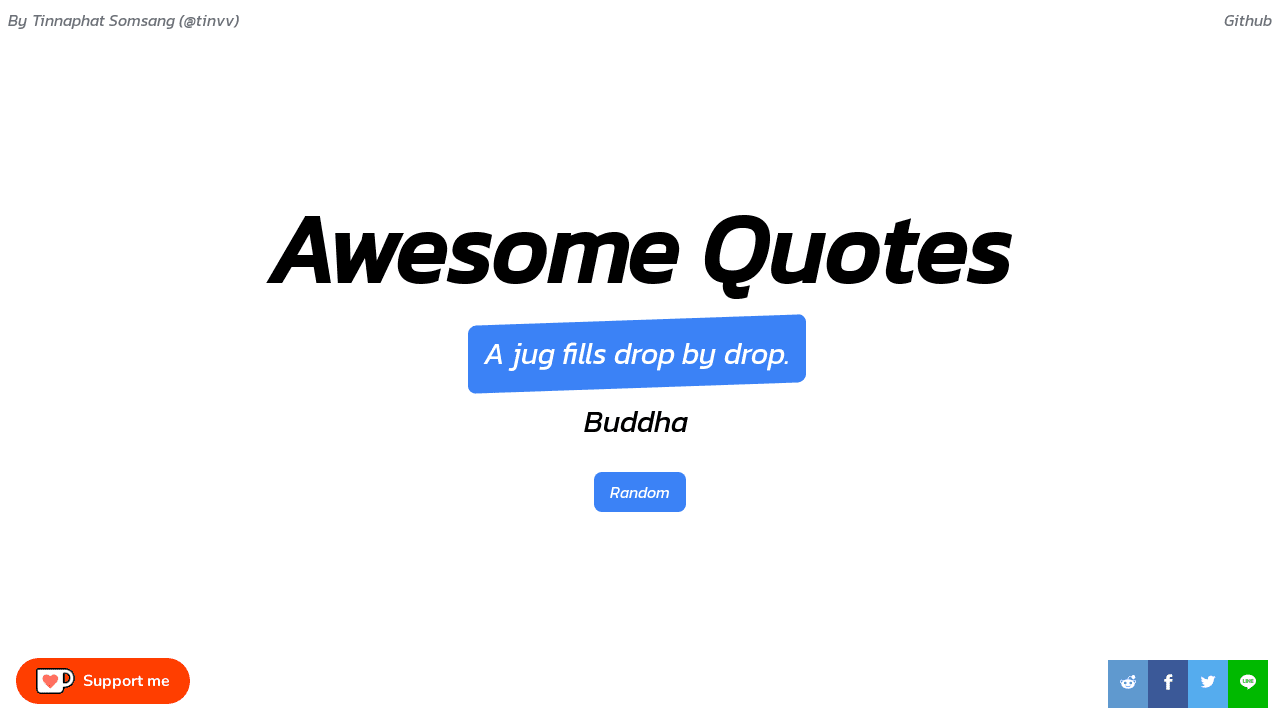 By Tinnaphat Somsang (@tinvv)
Github
Awesome Quotes
A jug fills drop by drop.
Buddha
Random
Support me
LINE